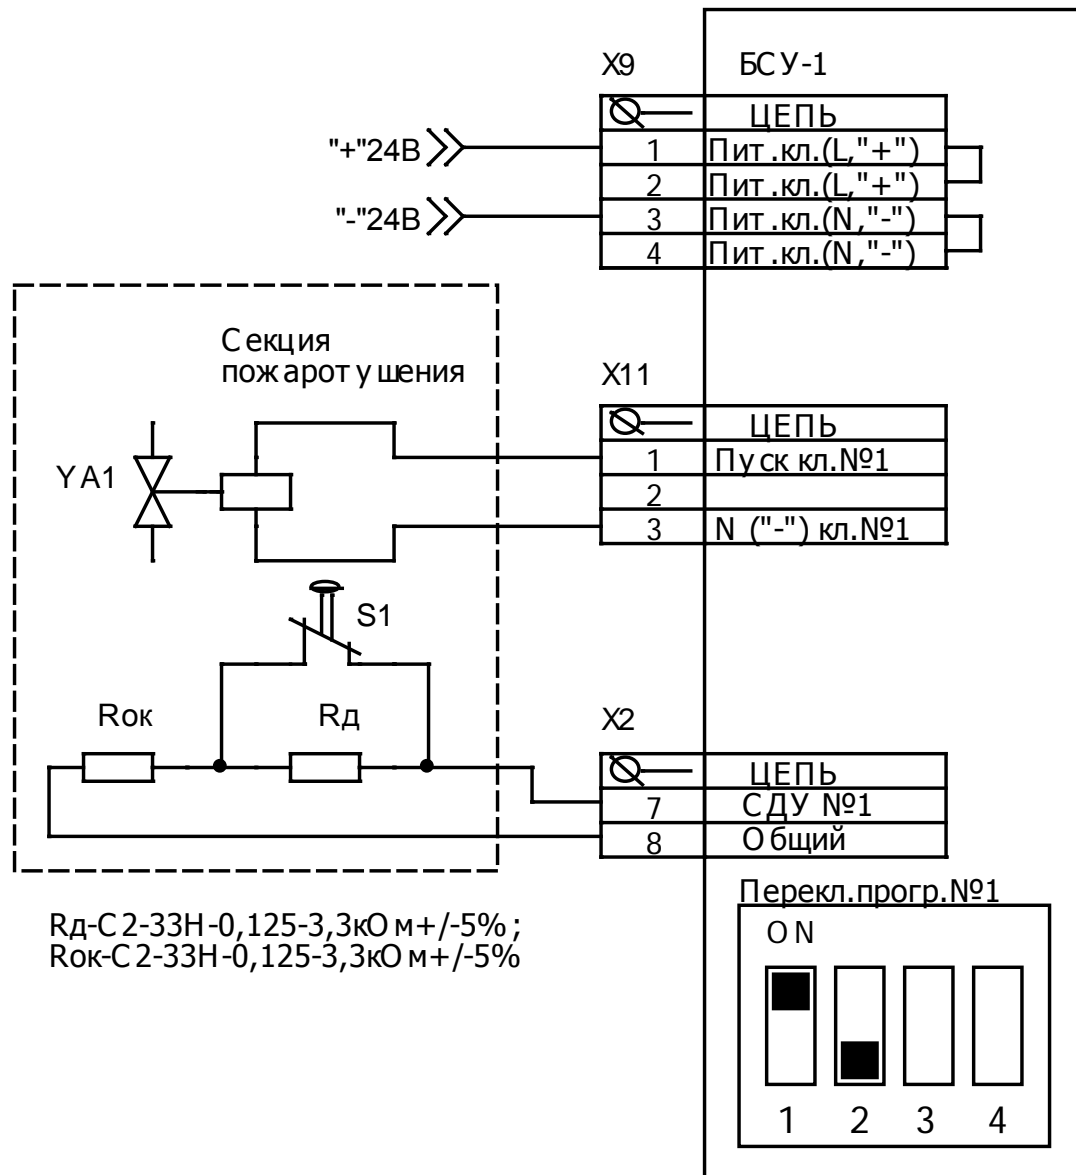 X9
БСУ-1
ЦЕПЬ
"+"24В
1 Пит.кл.(L,"+")
2 Пит.кл.(L,"+")
"-"24В
3 Пит.кл.(N,"-")
4 Пит.кл.(N,"-")
Секция
пожаротушения
X11
ЦЕПЬ
YA1
1 Пуск кл.№1
2
3 N ("-") кл.№1
S1
Rок
Rд
X2
ЦЕПЬ
7 СДУ №1
8 Общий
Rд-С2-33Н-0,125-3,3кОм+/-5%;
Rок-С2-33Н-0,125-3,3кОм+/-5%
Перекл.прогр.№1
ON
1 2 3 4